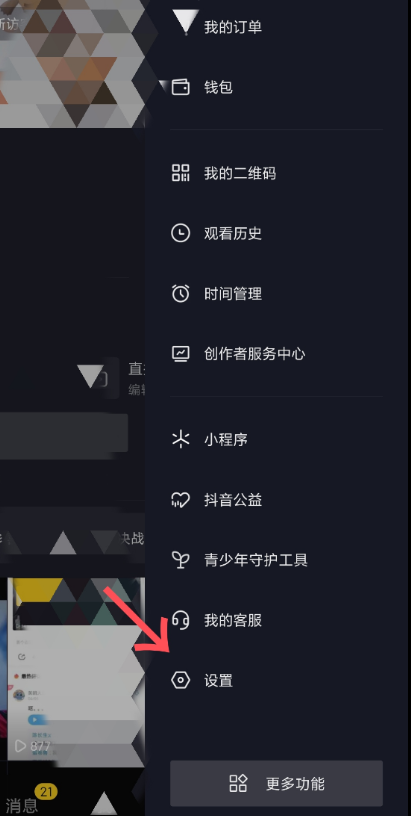 我的订单
钱包
我的二维码
观看历史
时间管理
创作者服务中心
小程序
抖音公益
青少年守护工具
我的客服
设置
更多功能
新访
直
编辑
决战
877
21
消息